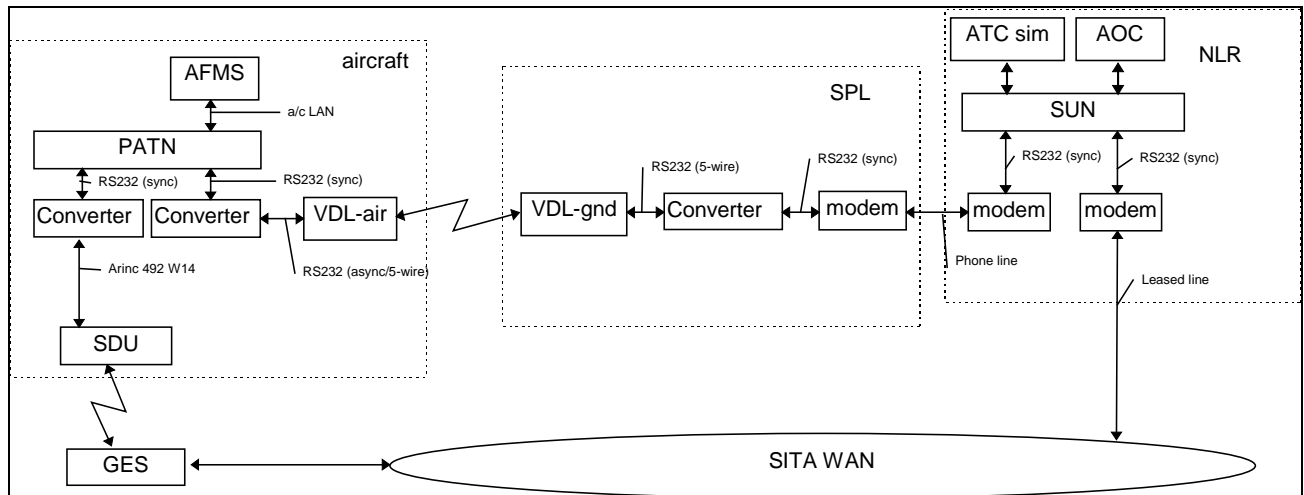 ATC sim
AOC
NLR
aircraft
AFMS
SPL
a/c LAN
SUN
PATN
RS232 (sync)
RS232 (sync)
RS232 (5-wire)
RS232 (sync)
RS232 (sync)
RS232 (sync)
Converter
Converter
VDL-air
VDL-gnd
Converter
modem
modem
modem
Phone line
Arinc 492 W14
RS232 (async/5-wire)
Leased line
SDU
GES
SITA WAN